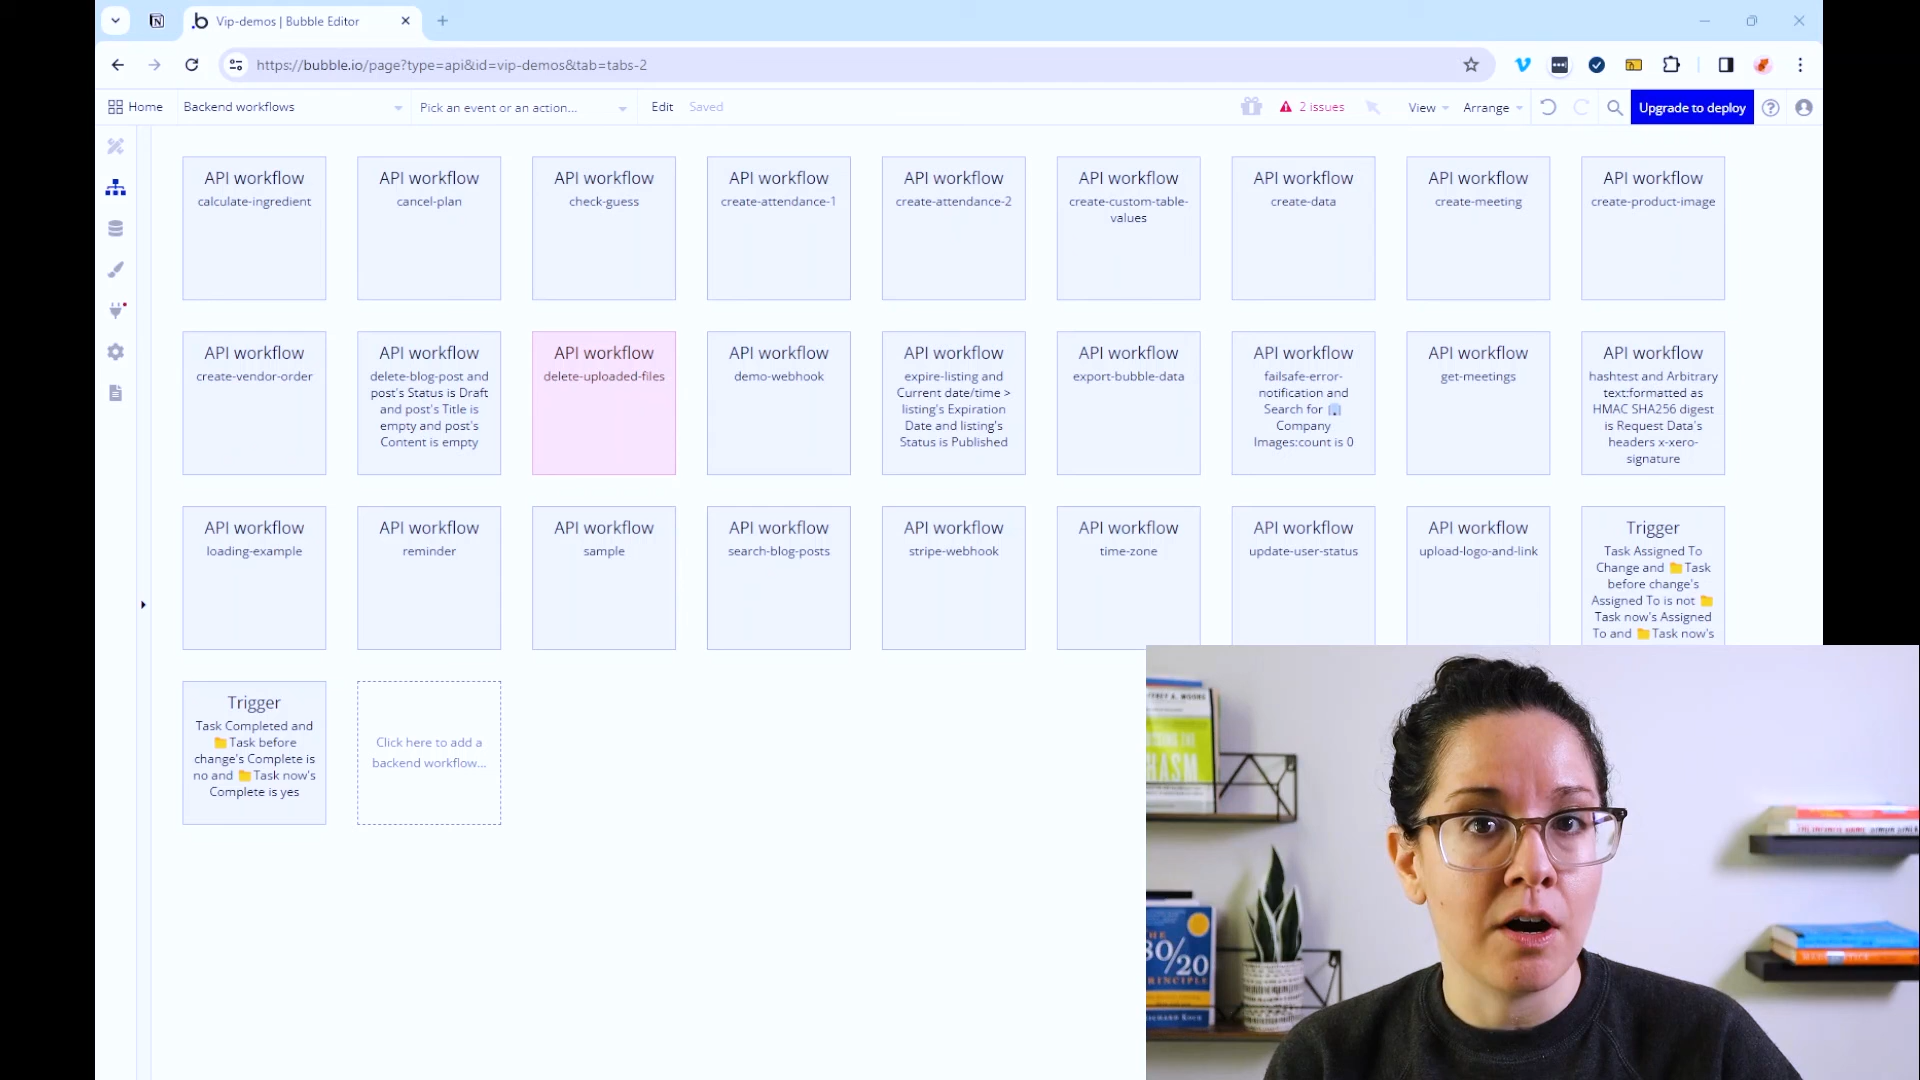 Vip-demos | Bubble Editor
https://bubble.io/page?type=api&id=vip-demos&tab=tabs-2
Home
Backend workflows
Pick an event or an action...
Edit
Saved
2 issues
View
Arrange
Upgrade to deploy
API workflow
calculate-ingredient
API workflow
cancel-plan
API workflow
check-guess
API workflow
create-attendance-1
API workflow
create-attendance-2
API workflow
create-custom-table-
values
API workflow
create-data
API workflow
create-meeting
API workflow
create-product-image
API workflow
create-vendor-order
API workflow
delete-blog-post and
post's Status is Draft
and post's Title is
empty and post's
Content is empty
API workflow
delete-uploaded-files
API workflow
demo-webhook
API workflow
expire-listing and
Current date/time >
listing's Expiration
Date and listing's
Status is Published
API workflow
export-bubble-data
API workflow
failsafe-error-
notification and
Search for
Company
Images:count is 0
API workflow
get-meetings
API workflow
hashtest and Arbitrary
text:formatted as
HMAC SHA256 digest
is Request Data's
headers x-xero-
signature
API workflow
loading-example
API workflow
reminder
API workflow
sample
API workflow
search-blog-posts
API workflow
stripe-webhook
API workflow
time-zone
API workflow
update-user-status
API workflow
upload-logo-and-link
Trigger
Task Assigned To
Change and Task
before change's
Assigned To is not
Task now's Assigned
To and Task now's
Trigger
Task Completed and
Task before
change's Complete is
no and Task now's
Complete is yes
Click here to add a
backend workflow...
THE
80/20
PRINCIPLE